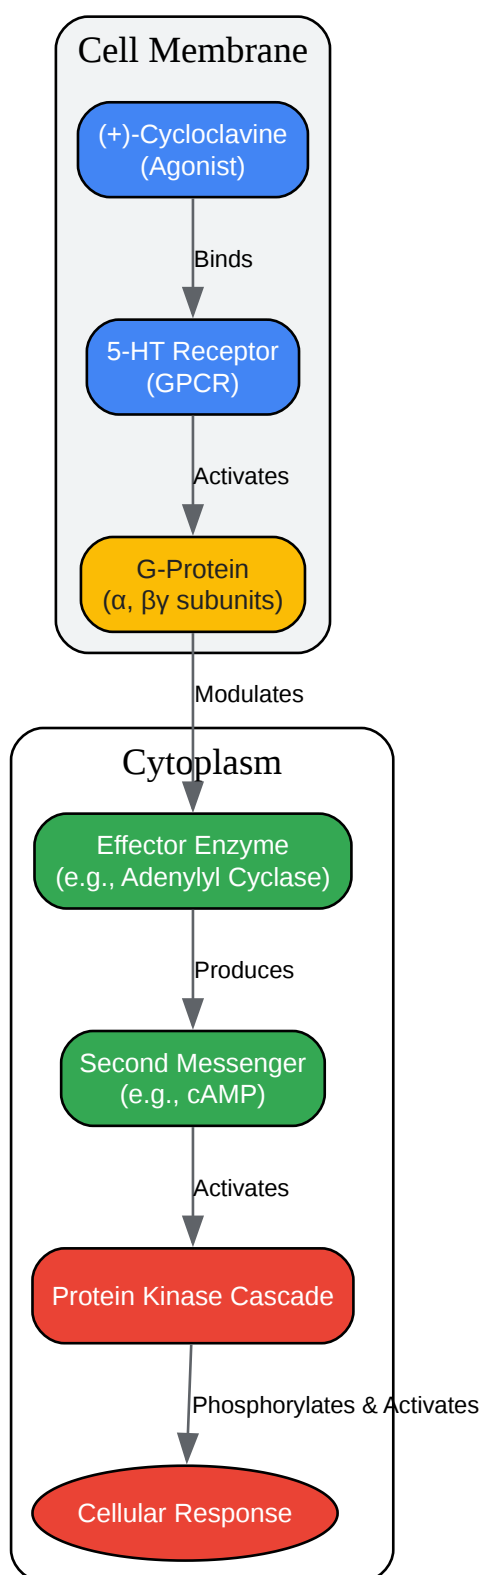 Cell Membrane
(+)-Cycloclavine
(Agonist)
Binds
5-HT Receptor
(GPCR)
Activates
G-Protein
(α, βγ subunits)
Modulates
Cytoplasm
Effector Enzyme
(e.g., Adenylyl Cyclase)
Produces
Second Messenger
(e.g., cAMP)
Activates
Protein Kinase Cascade
Phosphorylates & Activates
Cellular Response